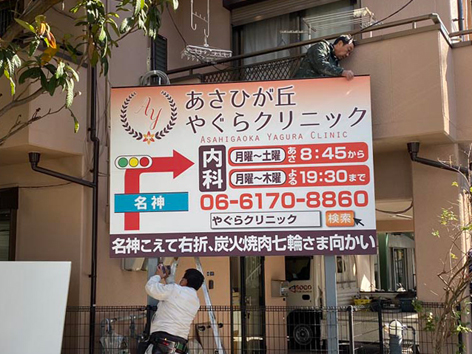 AY
あさひが丘
やぐらクリニック
ASAHIGAOKA YAGURA CLINIC
内科
月曜～土曜 あさ 8:45から
月曜～木曜 よる 19:30まで
名神
06-6170-8860
やぐらクリニック 検索
名神こえて右折、炭火焼肉七輪さま向かい